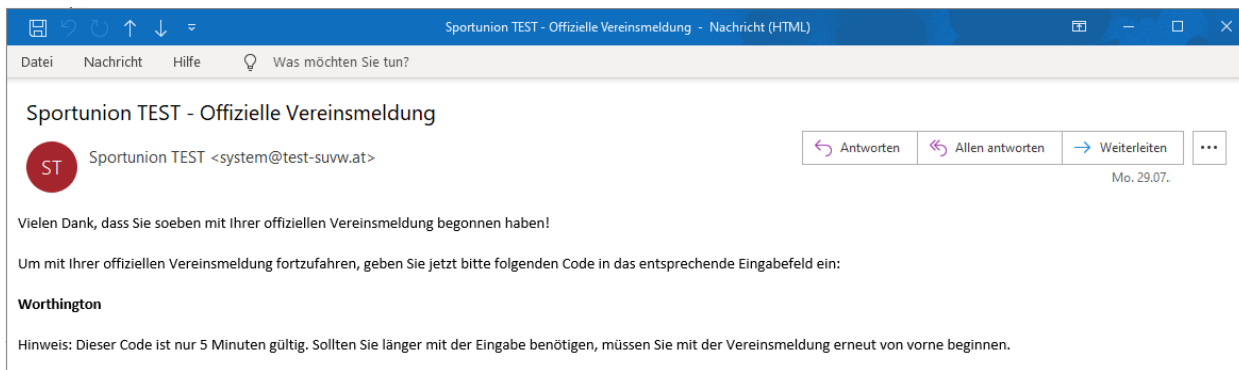 Sportunion TEST - Offizielle Vereinsmeldung - Nachricht (HTML)
Datei Nachricht Hilfe Was möchten Sie tun?
Sportunion TEST - Offizielle Vereinsmeldung
ST Sportunion TEST <system@test-suvw.at>
Antworten Allen antworten Weiterleiten ...
Mo. 29.07.
Vielen Dank, dass Sie soeben mit Ihrer offiziellen Vereinsmeldung begonnen haben!
Um mit Ihrer offiziellen Vereinsmeldung fortzufahren, geben Sie jetzt bitte folgenden Code in das entsprechende Eingabefeld ein:
Worthington
Hinweis: Dieser Code ist nur 5 Minuten gültig. Sollten Sie länger mit der Eingabe benötigen, müssen Sie mit der Vereinsmeldung erneut von vorne beginnen.